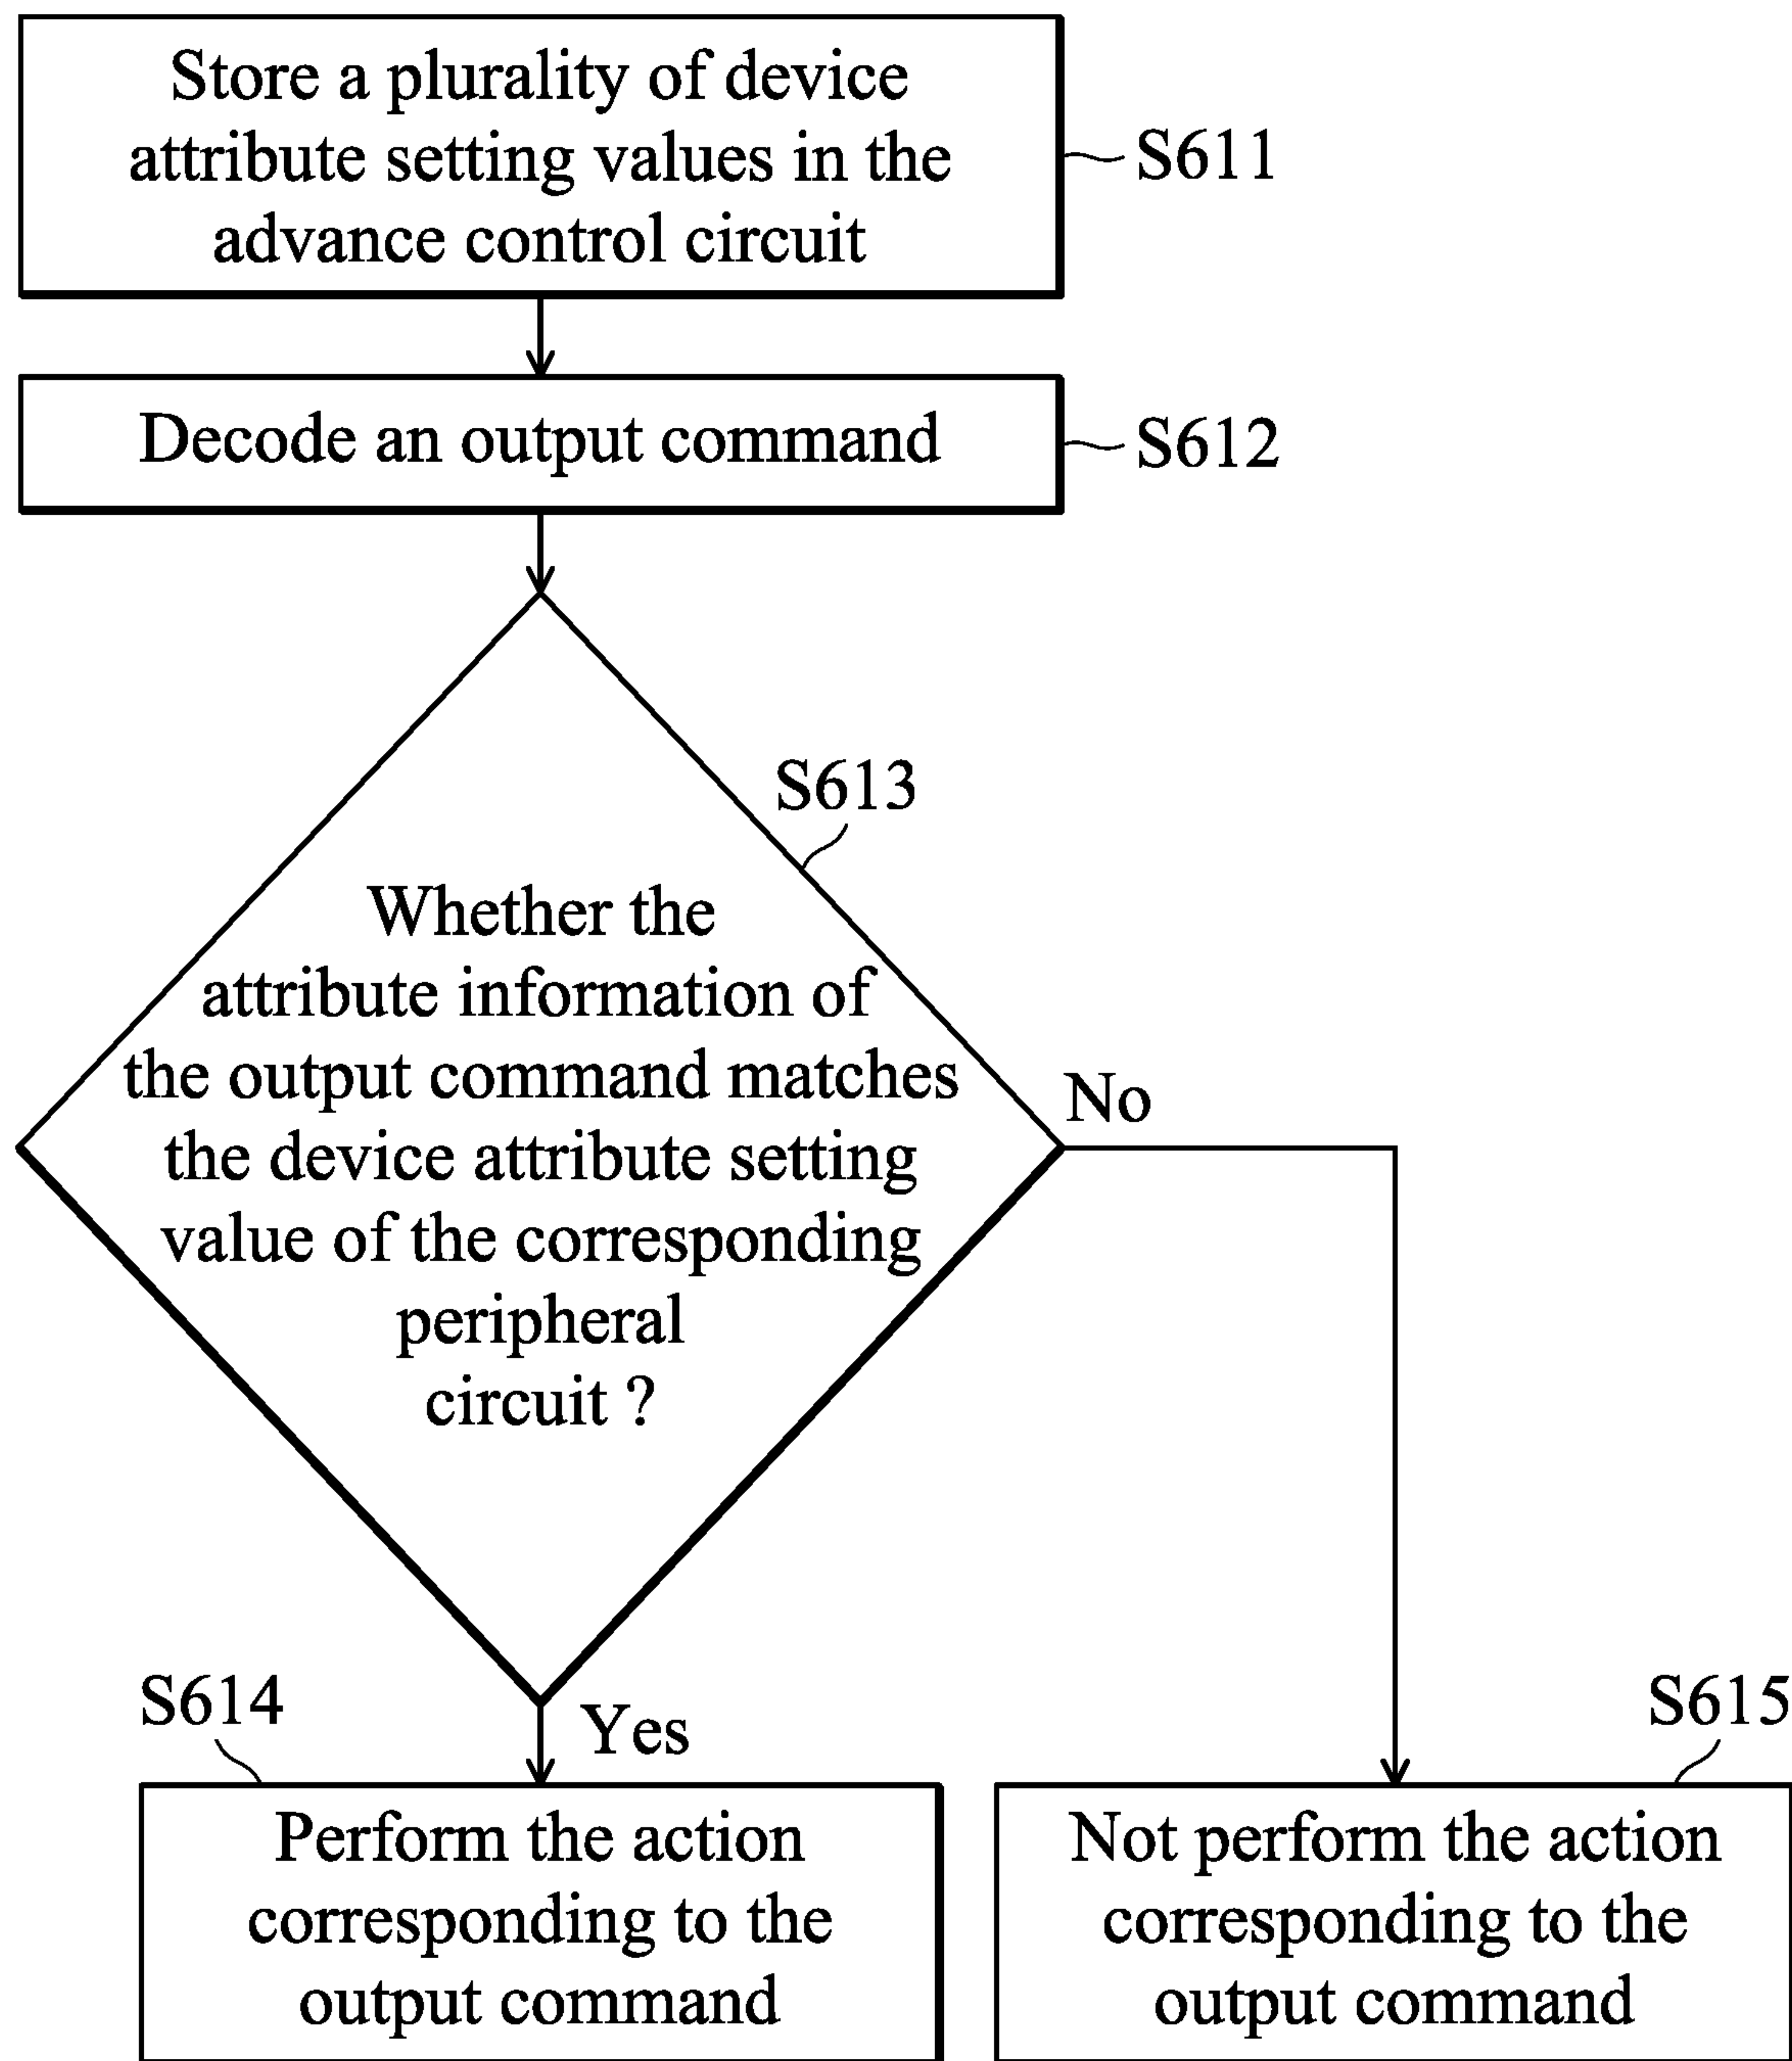 Store a plurality of device
attribute setting values in the
advance control circuit
S611
Decode an output command
S612
S613
Whether the
attribute information of
the output command matches
the device attribute setting
value of the corresponding
peripheral
circuit ?
No
Yes
S614
Perform the action
corresponding to the
output command
S615
Not perform the action
corresponding to the
output command